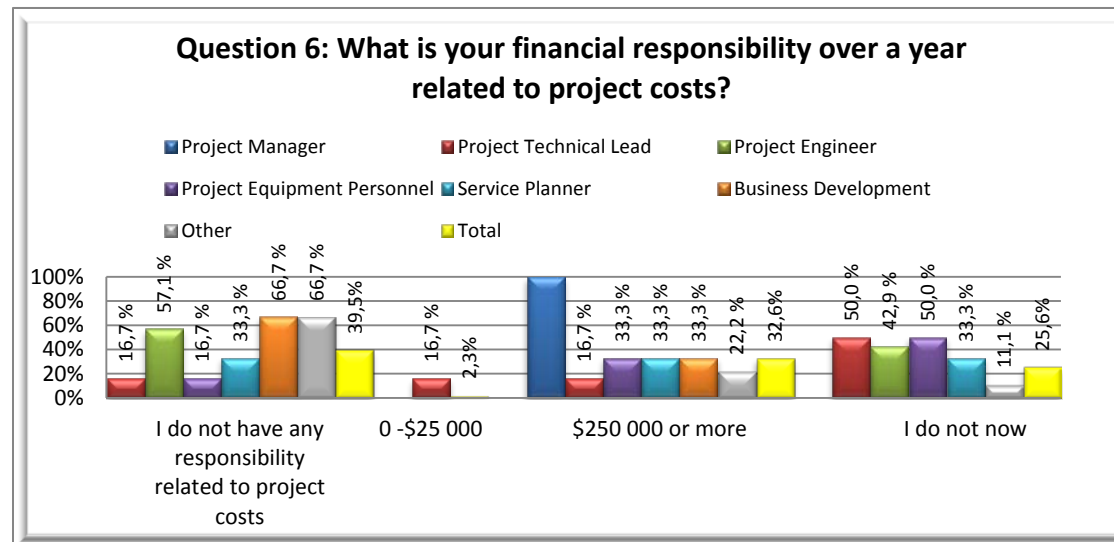 Question 6: What is your financial responsibility over a year
related to project costs?
Project Manager
Project Technical Lead
Project Engineer
Project Equipment Personnel
Service Planner
Business Development
Other
Total
100%
80%
60%
40%
20%
0%
16,7 %
57,1 %
16,7 %
33,3 %
66,7 %
66,7 %
39,5%
16,7 %
2,3%
16,7 %
33,3 %
33,3 %
33,3 %
22,2 %
32,6%
50,0 %
42,9 %
50,0 %
33,3 %
11,1 %
25,6%
I do not have any
responsibility
related to project
costs
0 -$25 000
$250 000 or more
I do not now